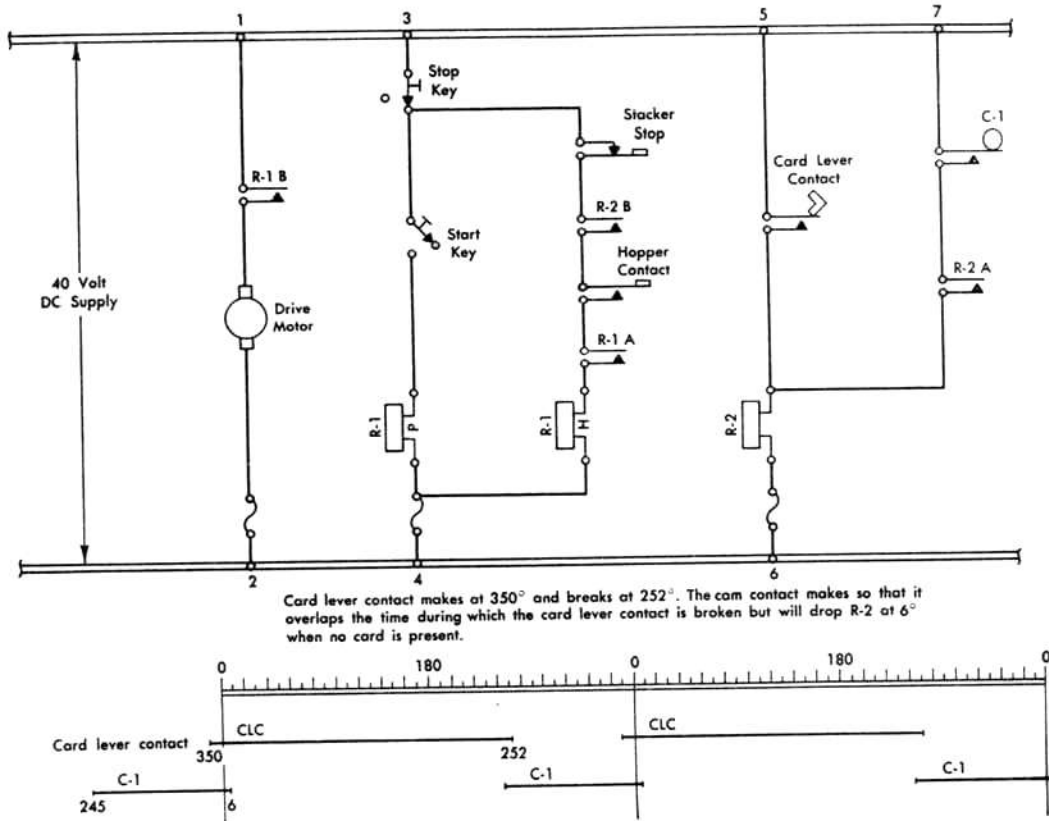 1
3
5
7
Stop
Key
Stacker
Stop
C-1
Card Lever
Contact
R-1 B
R-2 B
Start
Key
Hopper
Contact
R-2 A
40 Volt
DC Supply
Drive
Motor
R-1 A
R-1
P
R-1
H
R-2
2
4
6
Card lever contact makes at 350° and breaks at 252°. The cam contact makes so that it
overlaps the time during which the card lever contact is broken but will drop R-2 at 6°
when no card is present.
0
180
0
180
0
Card lever contact
CLC
CLC
350
252
C-1
C-1
C-1
245
6